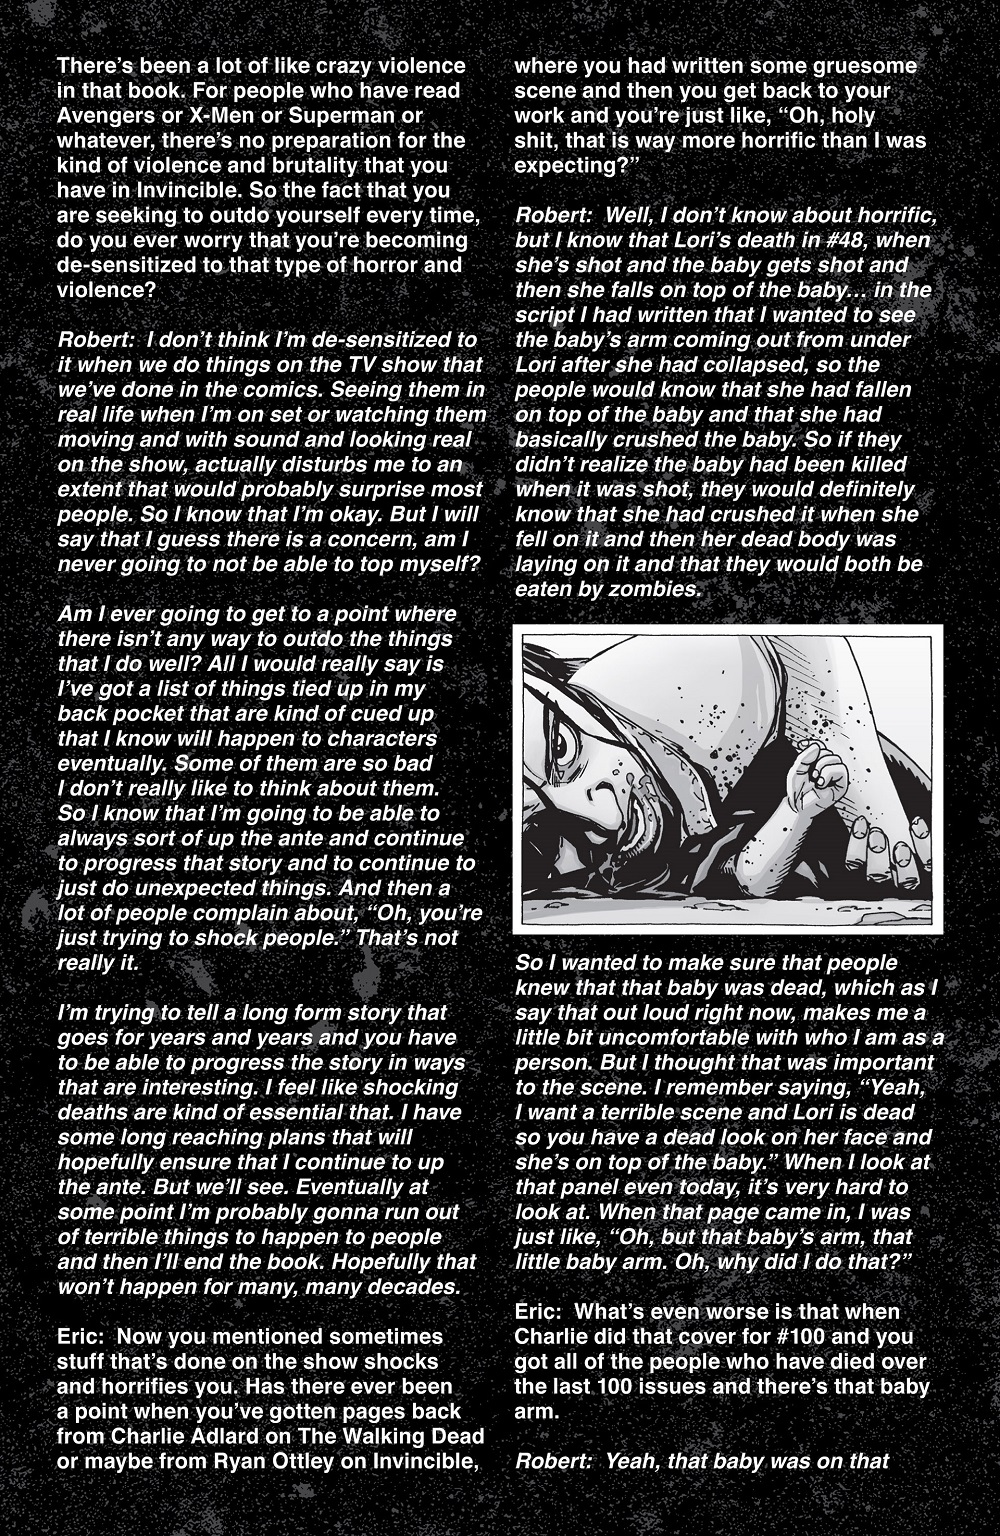 There's been a lot of like crazy violence
in that book. For people who have read
Avengers or X-Men or Superman or
whatever, there's no preparation for the
kind of violence and brutality that you
have in Invincible. So the fact that you
are seeking to outdo yourself every time,
do you ever worry that you're becoming
de-sensitized to that type of horror and
violence?

Robert:  I don't think I'm de-sensitized to
it when we do things on the TV show that
we've done in the comics. Seeing them in
real life when I'm on set or watching them
moving and with sound and looking real
on the show, actually disturbs me to an
extent that would probably surprise most
people. So I know that I'm okay. But I will
say that I guess there is a concern, am I
never going to not be able to top myself?

Am I ever going to get to a point where
there isn't any way to outdo the things
that I do well? All I would really say is
I've got a list of things tied up in my
back pocket that are kind of cued up
that I know will happen to characters
eventually. Some of them are so bad
I don't really like to think about them.
So I know that I'm going to be able to
always sort of up the ante and continue
to progress that story and to continue to
just do unexpected things. And then a
lot of people complain about, “Oh, you're
just trying to shock people.” That's not
really it.

I'm trying to tell a long form story that
goes for years and years and you have
to be able to progress the story in ways
that are interesting. I feel like shocking
deaths are kind of essential that. I have
some long reaching plans that will
hopefully ensure that I continue to up
the ante. But we'll see. Eventually at
some point I'm probably gonna run out
of terrible things to happen to people
and then I'll end the book. Hopefully that
won't happen for many, many decades.

Eric:  Now you mentioned sometimes
stuff that's done on the show shocks
and horrifies you. Has there ever been
a point when you've gotten pages back
from Charlie Adlard on The Walking Dead
or maybe from Ryan Ottley on Invincible,
where you had written some gruesome
scene and then you get back to your
work and you're just like, “Oh, holy
shit, that is way more horrific than I was
expecting?”

Robert:  Well, I don't know about horrific,
but I know that Lori's death in #48, when
she's shot and the baby gets shot and
then she falls on top of the baby… in the
script I had written that I wanted to see
the baby's arm coming out from under
Lori after she had collapsed, so the
people would know that she had fallen
on top of the baby and that she had
basically crushed the baby. So if they
didn't realize the baby had been killed
when it was shot, they would definitely
know that she had crushed it when she
fell on it and then her dead body was
laying on it and that they would both be
eaten by zombies.

So I wanted to make sure that people
knew that that baby was dead, which as I
say that out loud right now, makes me a
little bit uncomfortable with who I am as a
person. But I thought that was important
to the scene. I remember saying, “Yeah,
I want a terrible scene and Lori is dead
so you have a dead look on her face and
she's on top of the baby.” When I look at
that panel even today, it's very hard to
look at. When that page came in, I was
just like, “Oh, but that baby's arm, that
little baby arm. Oh, why did I do that?”

Eric:  What's even worse is that when
Charlie did that cover for #100 and you
got all of the people who have died over
the last 100 issues and there's that baby
arm.

Robert:  Yeah, that baby was on that